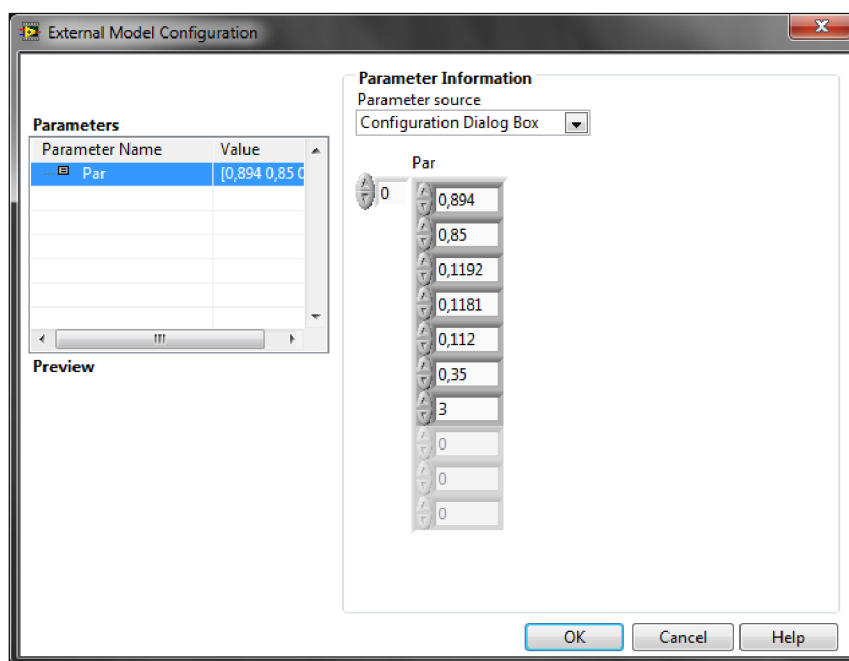 External Model Configuration
Parameter Information
Parameter source
Configuration Dialog Box
Parameters
Parameter Name Value
Par [0,894 0,85 0
Par
0
0,894
0,85
0,1192
0,1181
0,112
0,35
3
0
0
0
Preview
OK Cancel Help